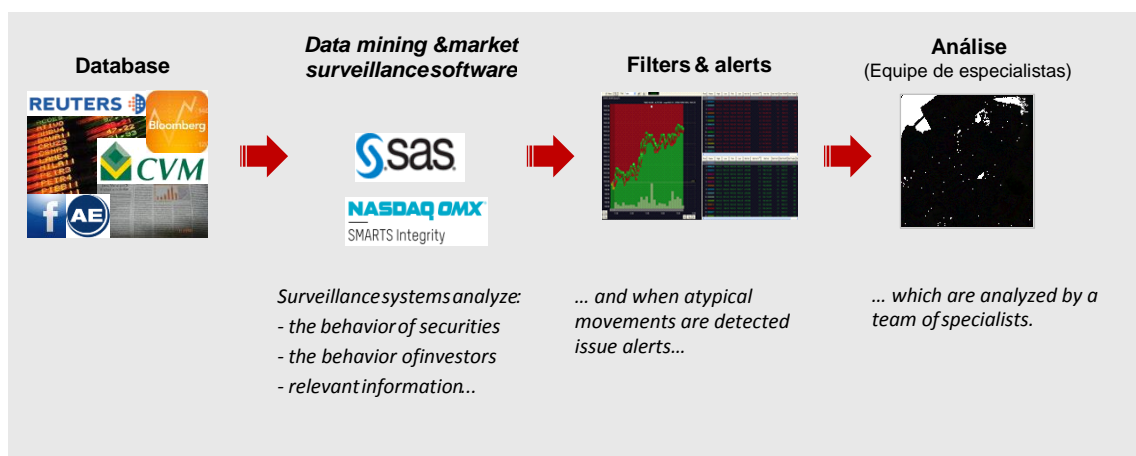 Database
REUTERS
Bloomberg
CVM
f
AE
Data mining &market
surveillancesoftware
sas
NASDAQ OMX
SMARTS Integrity
Surveillancesystemsanalyze:
- the behaviorof securities
- the behavior ofinvestors
- relevantinformation...
Filters & alerts
... and when atypical
movements are detected
issue alerts...
Análise
(Equipe de especialistas)
... which are analyzed by a
team ofspecialists.